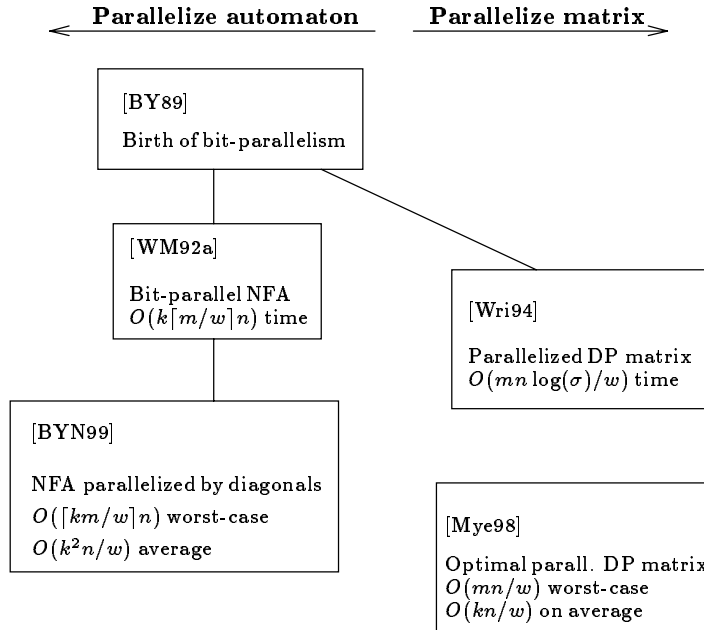 Parallelize automaton
Parallelize matrix
[BY89]
Birth of bit-parallelism
[WM92a]
Bit-parallel NFA
O(k⌈m/w⌉n) time
[Wri94]
Parallelized DP matrix
O(mn log(σ)/w) time
[BYN99]
NFA parallelized by diagonals
O(⌈km/w⌉n) worst-case
O(k²n/w) average
[Mye98]
Optimal parall. DP matrix
O(mn/w) worst-case
O(kn/w) on average